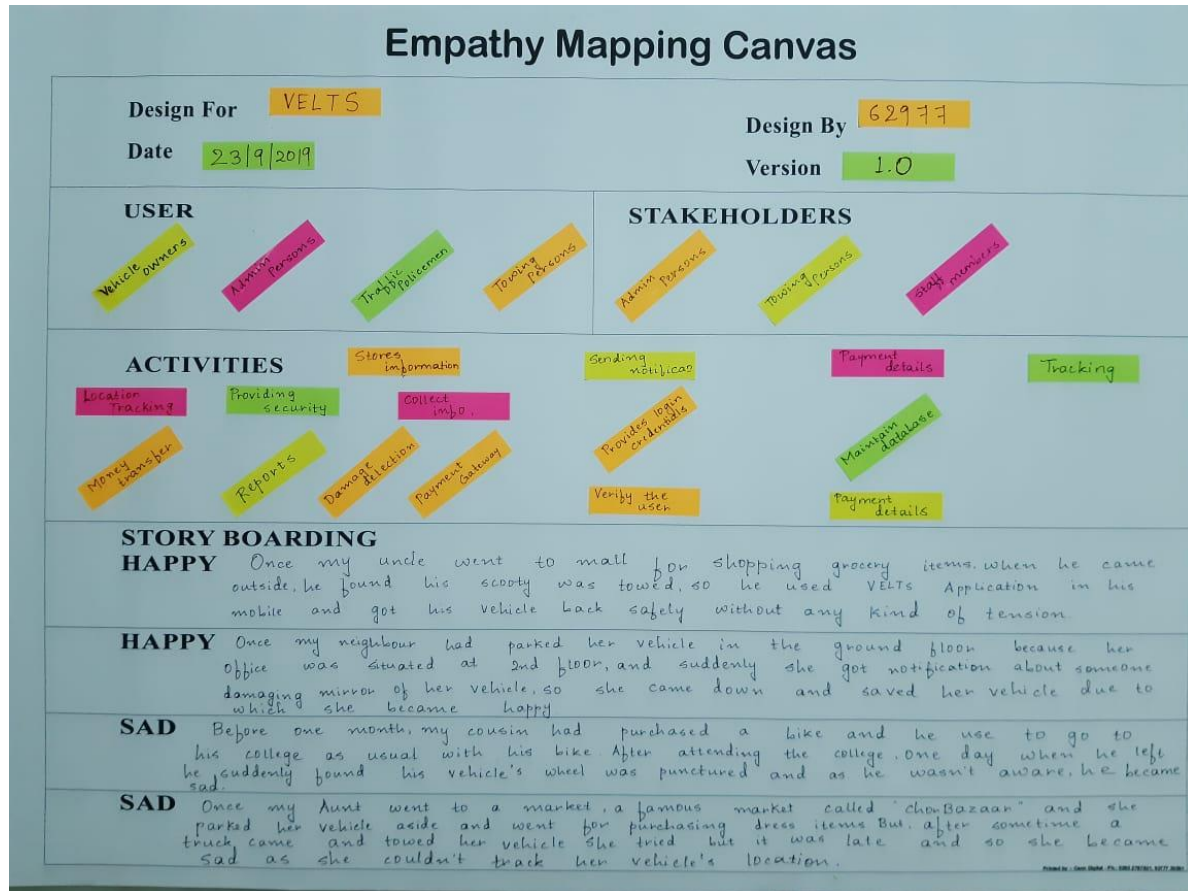 Empathy Mapping Canvas
Design For VELTS
Design By 62977
Date 23/9/2019
Version 1.0
USER
Vehicle
owners
Admin
Persons
Traffic
Policemen
Towing
Persons
STAKEHOLDERS
Admin
Persons
Towing
Persons
Staff
members
ACTIVITIES
Stores
information
Sending
notifica?
Payment
details
Tracking
Location
Tracking
Providing
security
Collect
info.
Provides login
credentials
Maintain
database
Money
transfer
Reports
Damage
detection
Payment
Gateway
Verify the
user
Payment
details
STORY BOARDING
HAPPY Once my uncle went to mall for shopping grocery items. when he came
outside, he found his scooty was towed, so he used VELTs Application in his
mobile and got his vehicle back safely without any kind of tension.
HAPPY Once my neighbour had parked her vehicle in the ground floor because her
office was situated at 2nd floor, and suddenly she got notification about someone
damaging mirror of her vehicle, so she came down and saved her vehicle due to
which she became happy
SAD Before one month, my cousin had purchased a bike and he use to go to
his college as usual with his bike. After attending the college, one day when he left
he suddenly found his vehicle's wheel was punctured and as he wasn't aware, he became
sad.
SAD Once my Aunt went to a market, a famous market called "ChorBazaar" and she
parked her vehicle aside and went for purchasing dress items But, after sometime a
truck came and towed her vehicle She tried but it was late and so she became
sad as she couldn't track her vehicle's location.